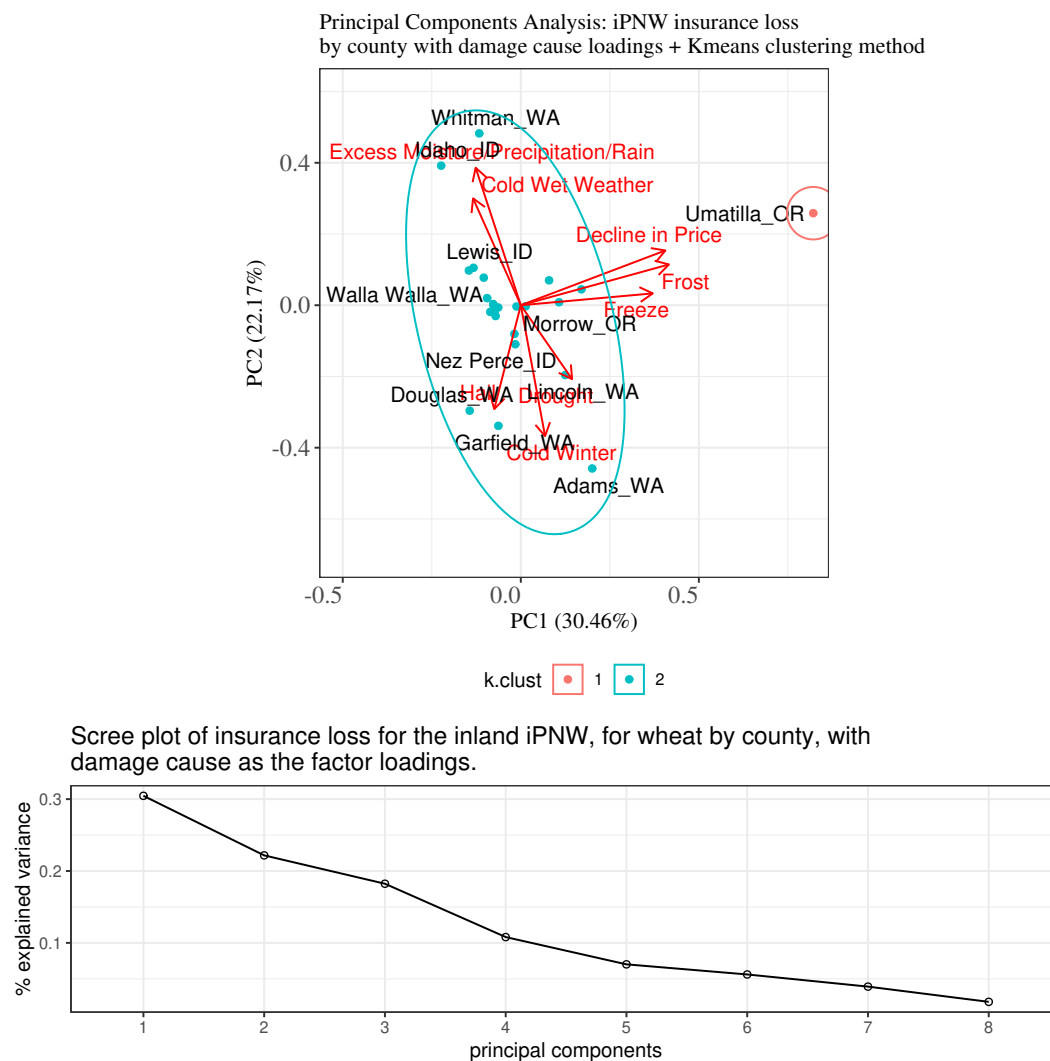 Principal Components Analysis: iPNW insurance loss
by county with damage cause loadings + Kmeans clustering method
Whitman_WA
Excess Moisture/Precipitation/Rain
Idaho_ID
Cold Wet Weather
Umatilla_OR
Decline in Price
Lewis_ID
Frost
Walla Walla_WA
Freeze
Morrow_OR
Nez Perce_ID
Lincoln_WA
Douglas_WA
Hail
Drought
Garfield_WA
Cold Winter
Adams_WA
0.4
0.0
-0.4
PC2 (22.17%)
-0.5
0.0
0.5
PC1 (30.46%)
k.clust
1
2
Scree plot of insurance loss for the inland iPNW, for wheat by county, with
damage cause as the factor loadings.
0.3
0.2
0.1
% explained variance
1
2
3
4
5
6
7
8
principal components